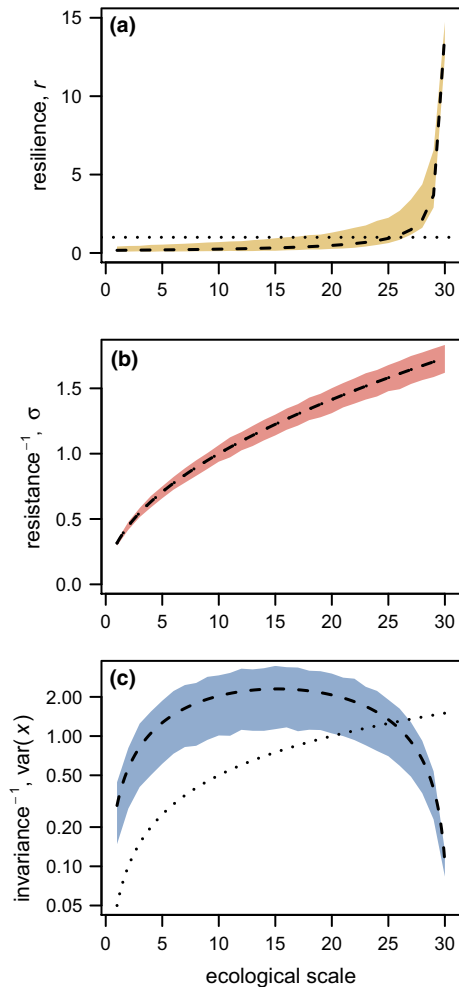 (a)
resilience, r
15
10
5
0
0 5 10 15 20 25 30
(b)
resistance⁻¹, σ
1.5
1.0
0.5
0.0
0 5 10 15 20 25 30
(c)
invariance⁻¹, var(x)
2.00
1.00
0.50
0.20
0.10
0.05
0 5 10 15 20 25 30
ecological scale